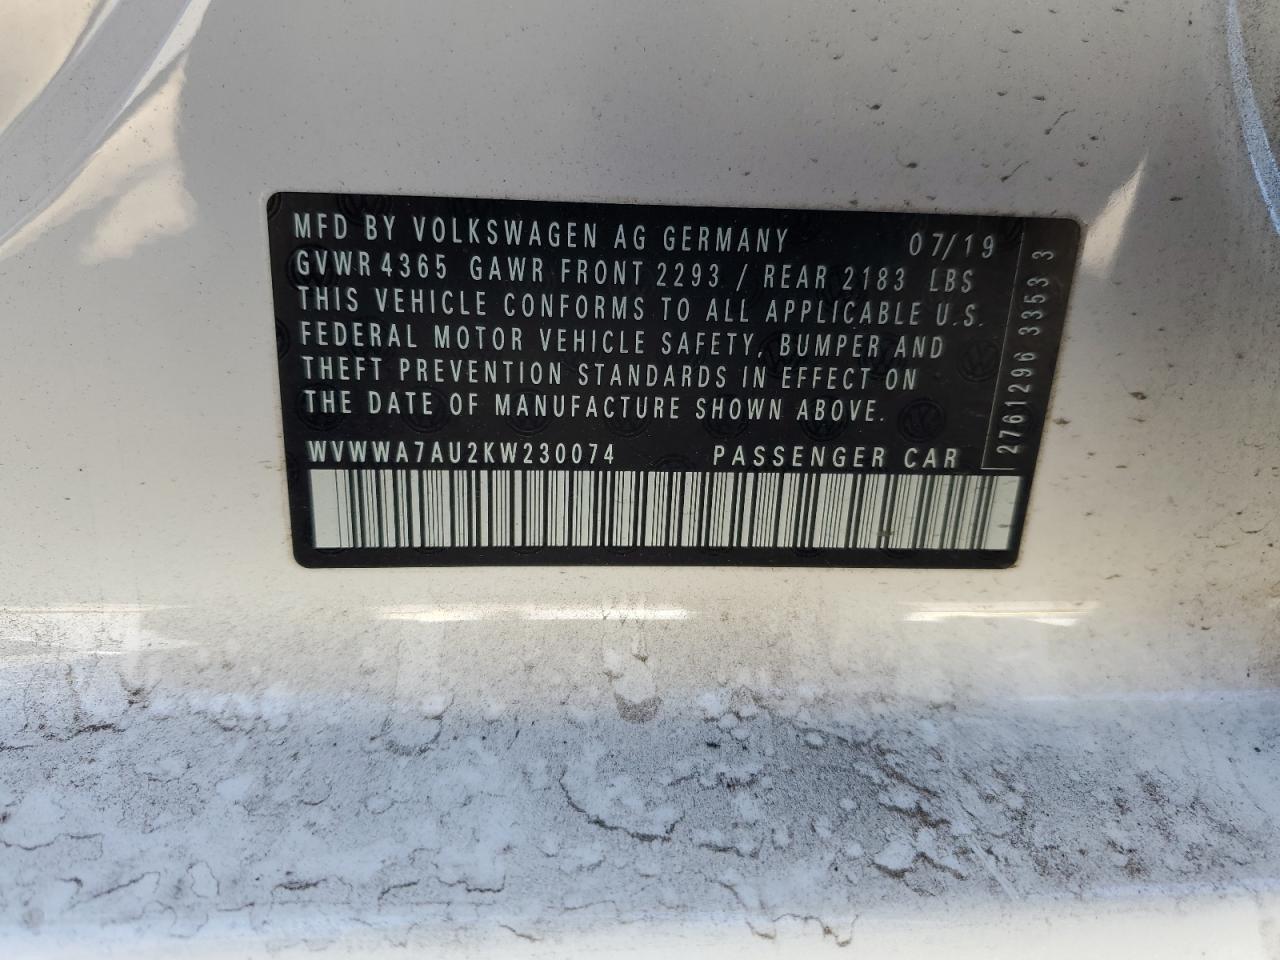 MFD BY VOLKSWAGEN AG GERMANY 07/19
GVWR 4365 GAWR FRONT 2293 / REAR 2183 LBS
THIS VEHICLE CONFORMS TO ALL APPLICABLE U.S.
FEDERAL MOTOR VEHICLE SAFETY, BUMPER AND
THEFT PREVENTION STANDARDS IN EFFECT ON
THE DATE OF MANUFACTURE SHOWN ABOVE.
WVWWA7AU2KW230074 PASSENGER CAR
2761296 33533 3